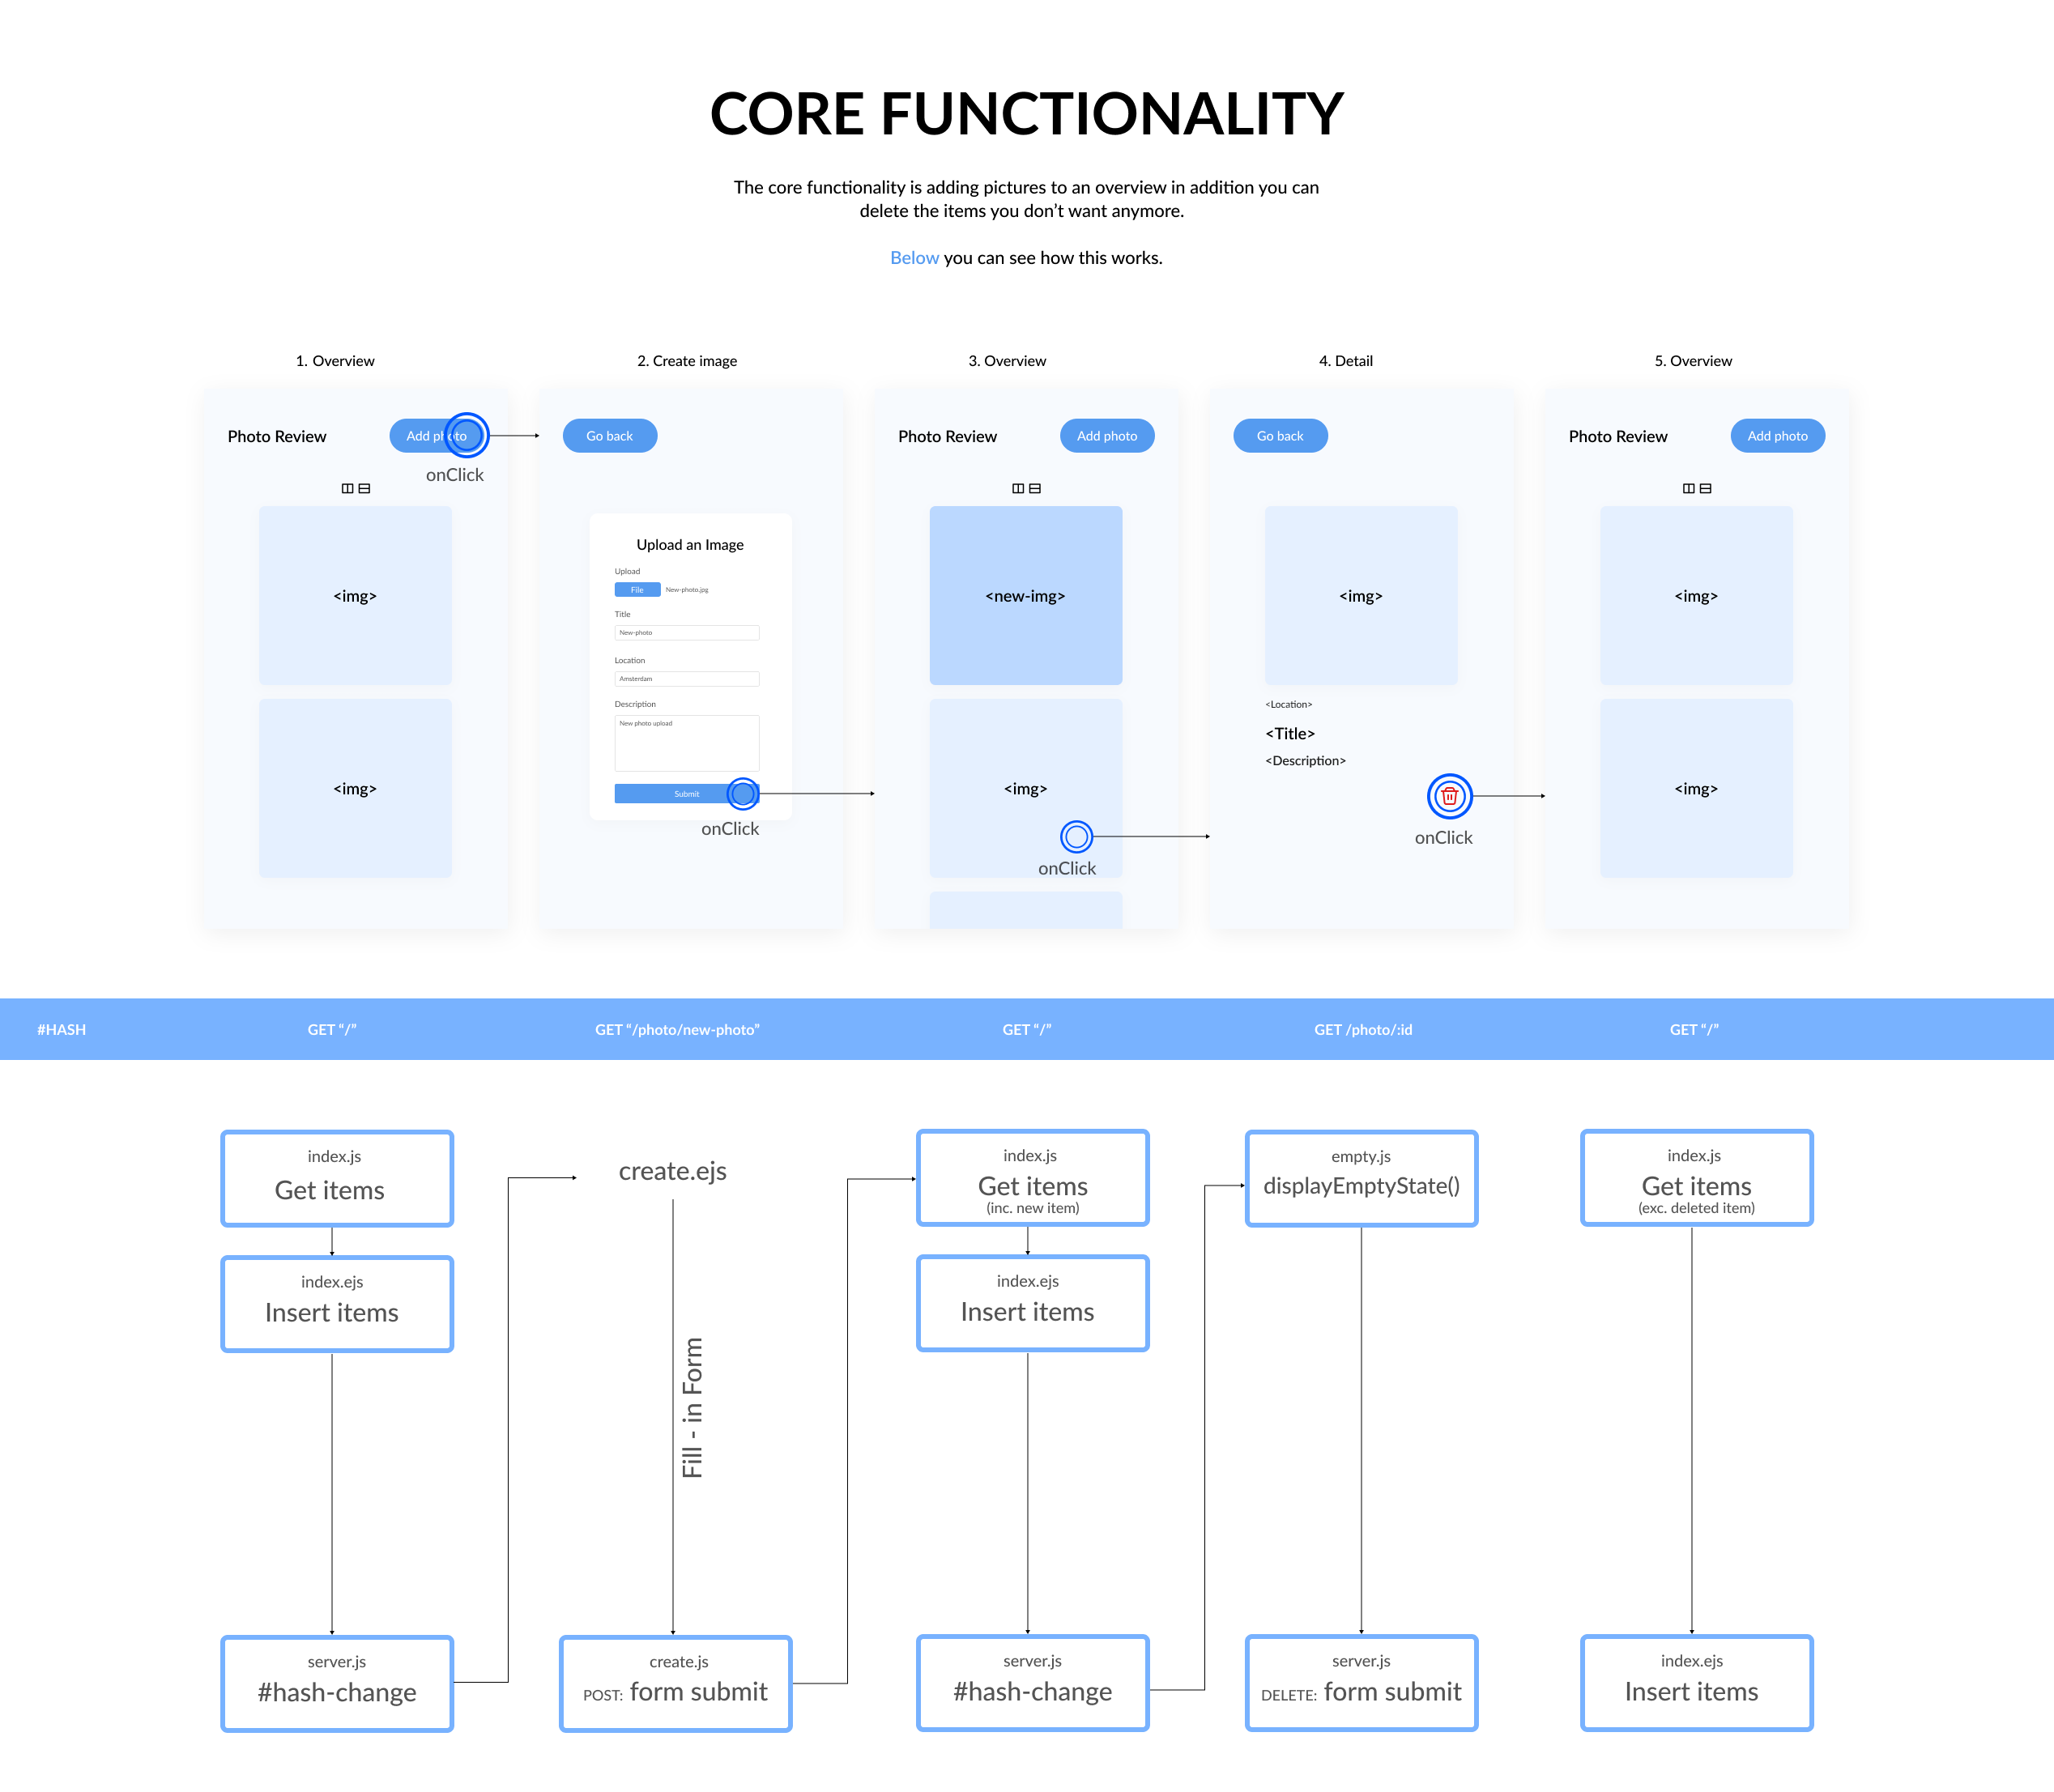 CORE FUNCTIONALITY
The core functionality is adding pictures to an overview in addition you can
delete the items you don’t want anymore.
Below you can see how this works.
1. Overview
2. Create image
3. Overview
4. Detail
5. Overview
Photo Review
Add photo
onClick
<img>
<img>
Go back
Upload an Image
Upload
File New-photo.jpg
Title
New-photo
Location
Amsterdam
Description
New photo upload
Submit
onClick
Photo Review
Add photo
<new-img>
<img>
onClick
Go back
<img>
<Location>
<Title>
<Description>
onClick
Photo Review
Add photo
<img>
<img>
#HASH
GET “/”
GET “/photo/new-photo”
GET “/”
GET /photo/:id
GET “/”
index.js
Get items
index.ejs
Insert items
server.js
#hash-change
create.ejs
Fill - in Form
create.js
POST: form submit
index.js
Get items
(inc. new item)
index.ejs
Insert items
server.js
#hash-change
empty.js
displayEmptyState()
server.js
DELETE: form submit
index.js
Get items
(exc. deleted item)
index.ejs
Insert items